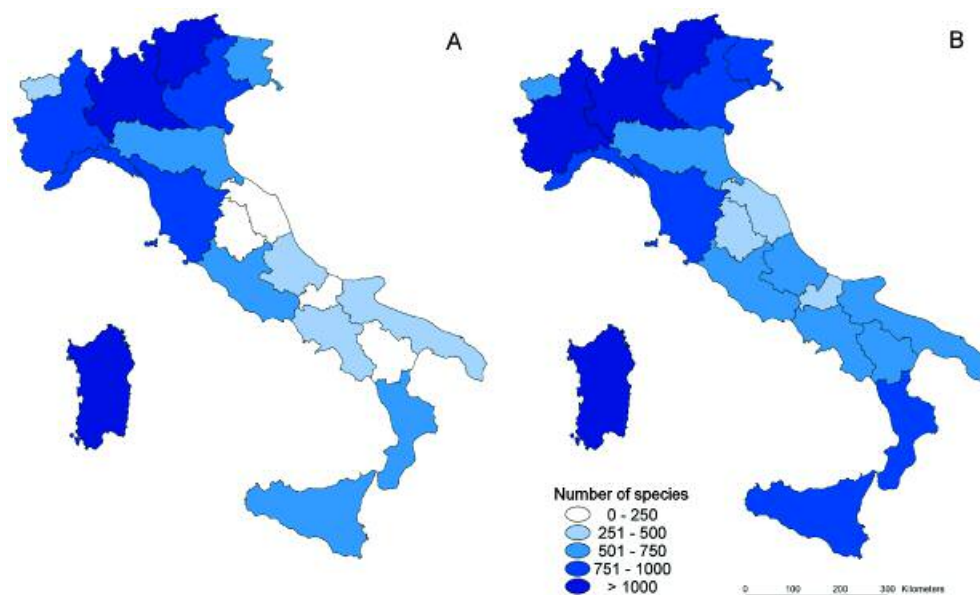 A
B
Number of species
0 - 250
251 - 500
501 - 750
751 - 1000
> 1000
0 100 200 300 Kilometers